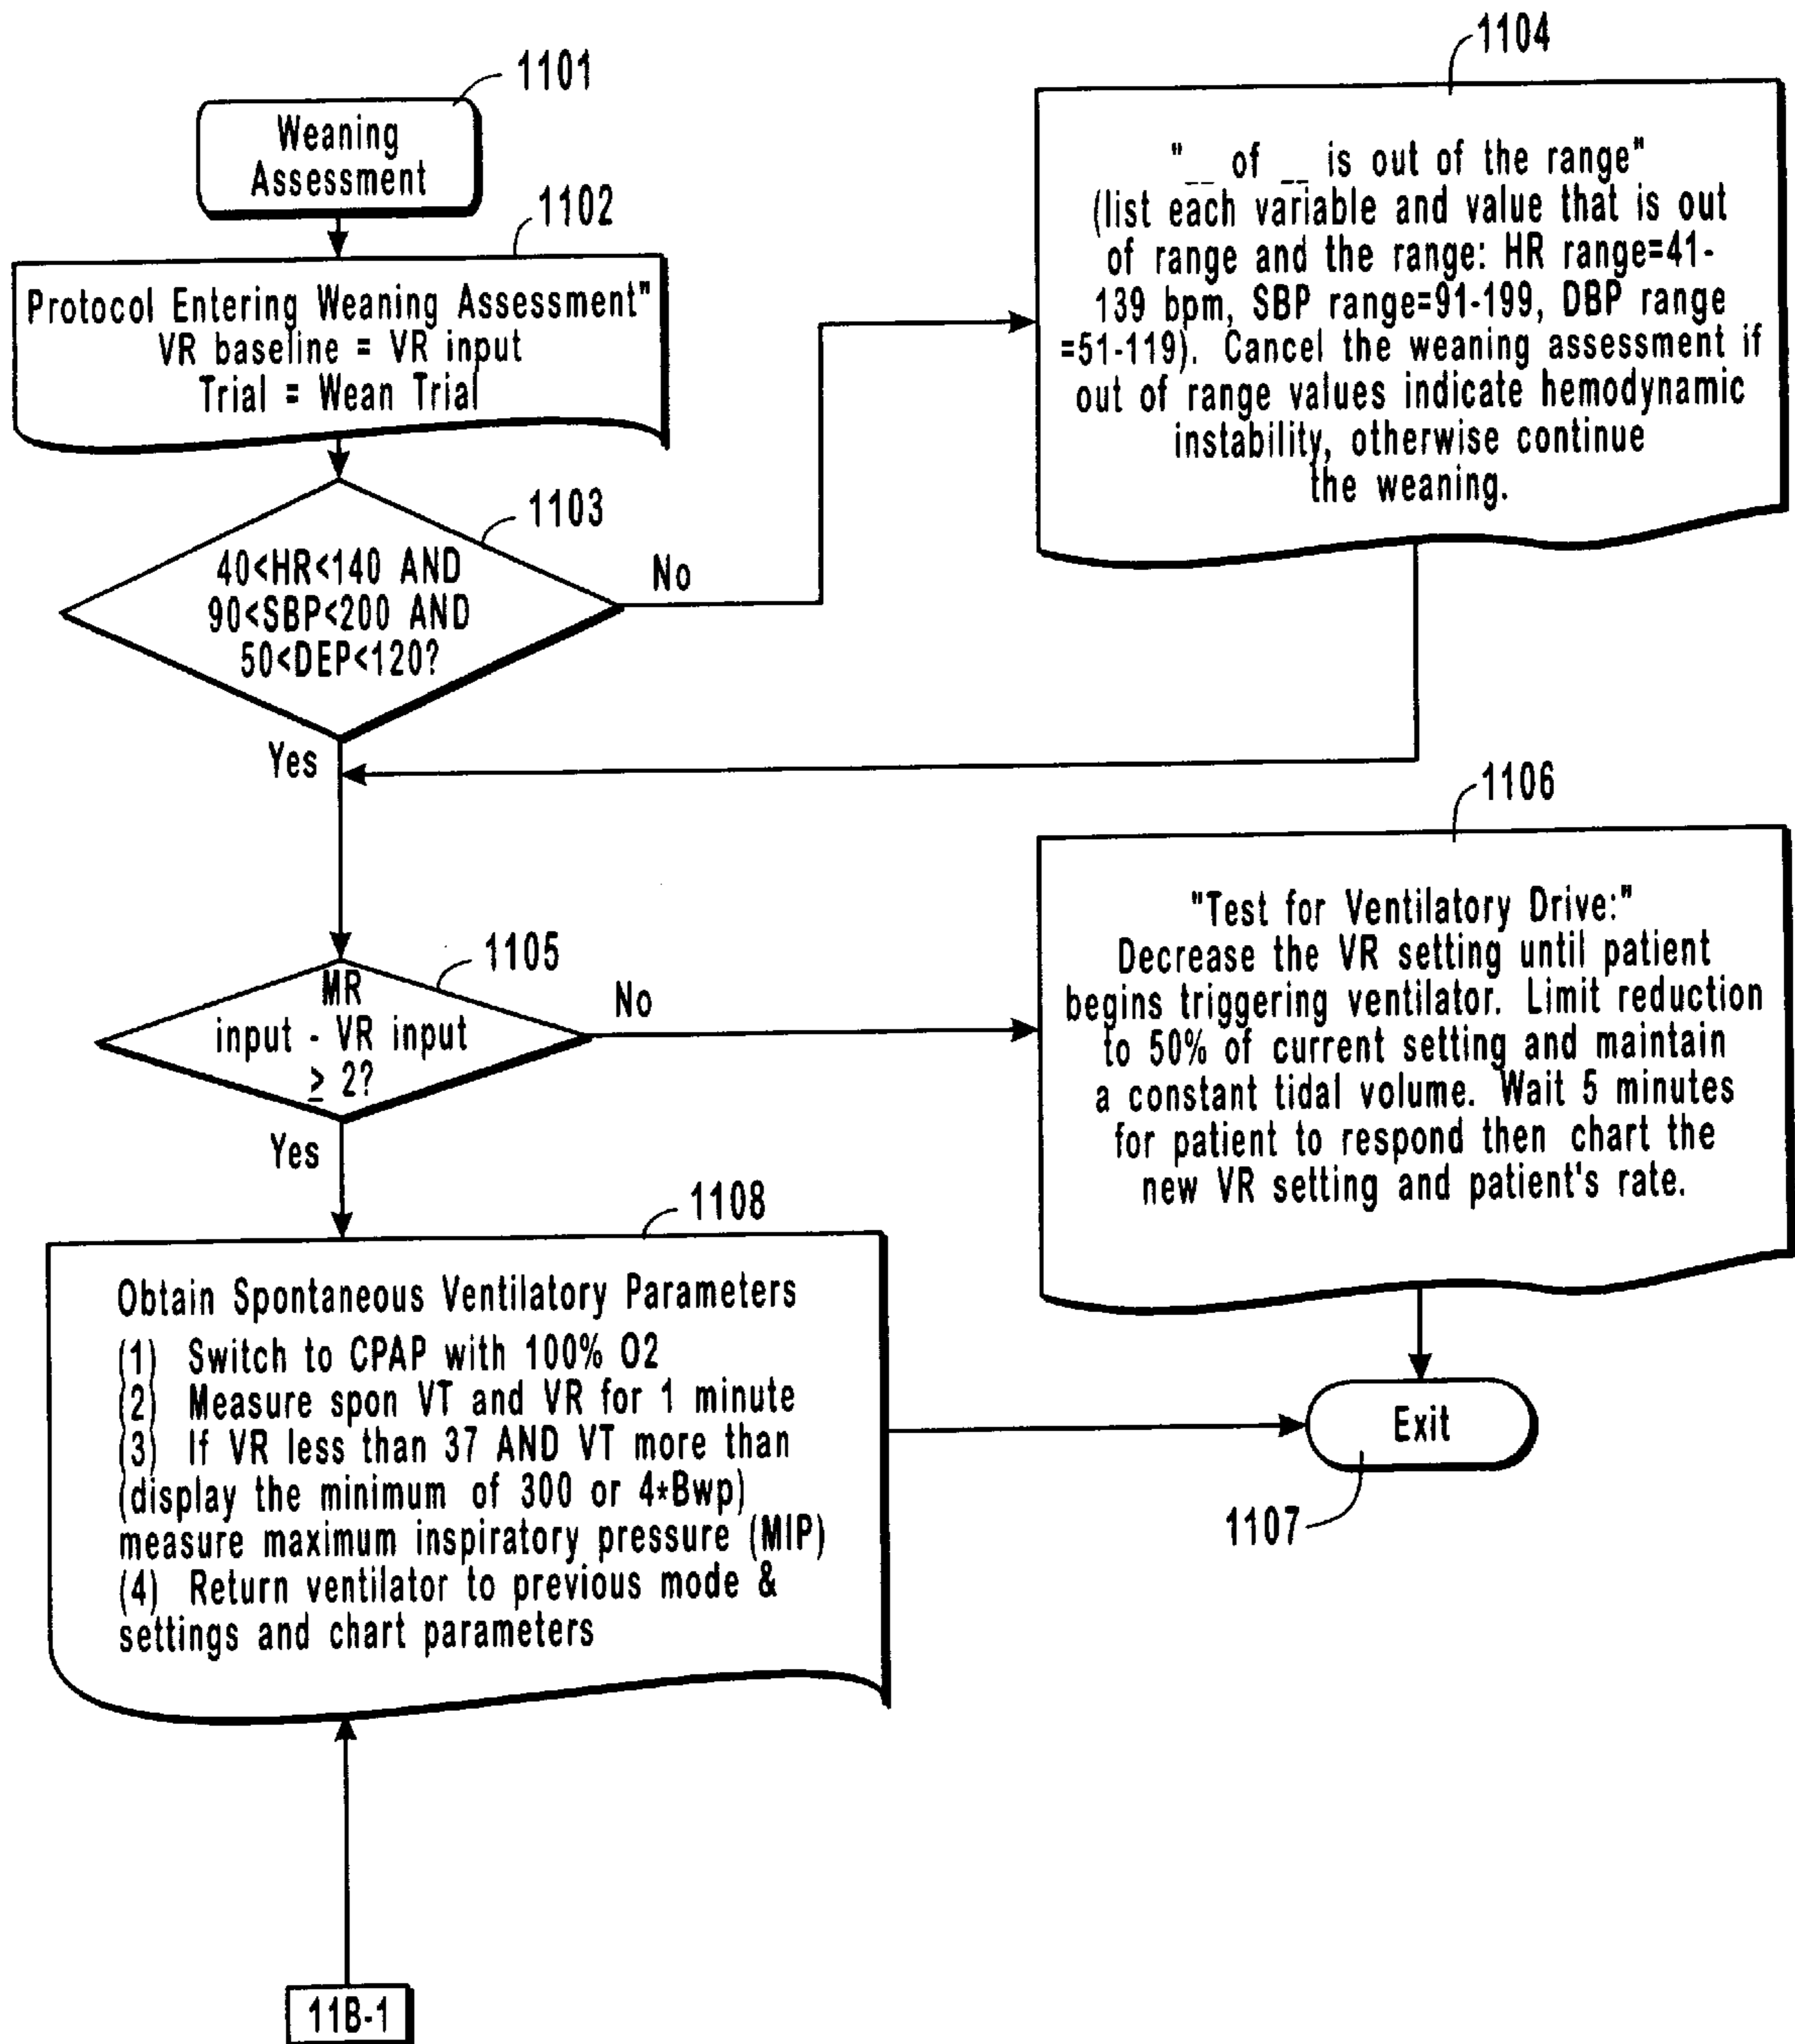 1101
Weaning
Assessment
1102
Protocol Entering Weaning Assessment"
VR baseline = VR input
Trial = Wean Trial
1103
40<HR<140 AND
90<SBP<200 AND
50<DEP<120?
No
Yes
1104
"__ of __ is out of the range"
(list each variable and value that is out
of range and the range: HR range=41-
139 bpm, SBP range=91-199, DBP range
=51-119). Cancel the weaning assessment if
out of range values indicate hemodynamic
instability, otherwise continue
the weaning.
1105
MR
input - VR input
≥ 2?
No
Yes
1106
"Test for Ventilatory Drive:"
Decrease the VR setting until patient
begins triggering ventilator. Limit reduction
to 50% of current setting and maintain
a constant tidal volume. Wait 5 minutes
for patient to respond then chart the
new VR setting and patient's rate.
1108
Obtain Spontaneous Ventilatory Parameters
(1) Switch to CPAP with 100% O2
(2) Measure spon VT and VR for 1 minute
(3) If VR less than 37 AND VT more than
(display the minimum of 300 or 4*Bwp)
measure maximum inspiratory pressure (MIP)
(4) Return ventilator to previous mode &
settings and chart parameters
Exit
1107
11B-1